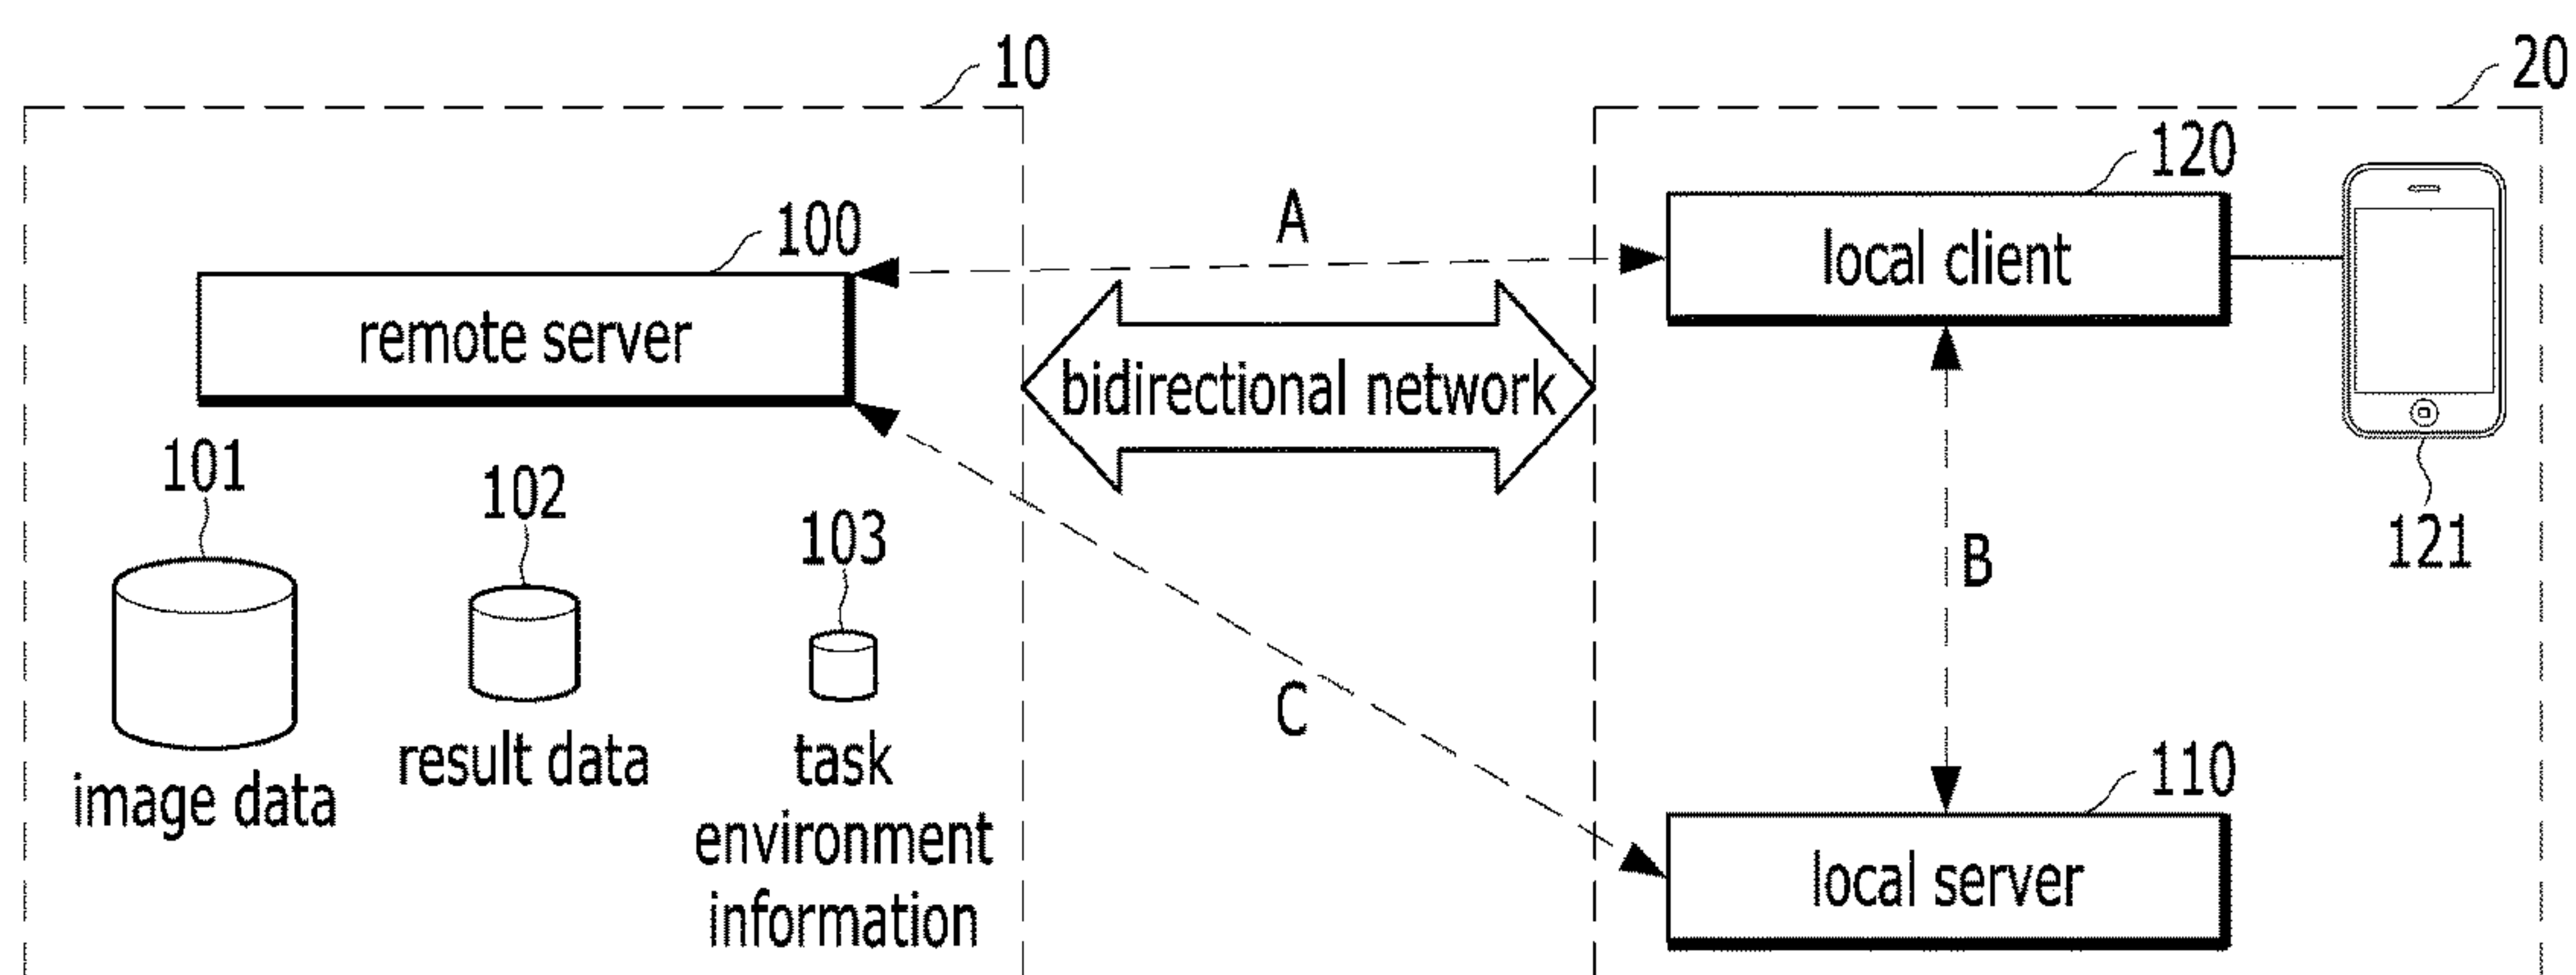 10
20
120
A
100
local client
remote server
bidirectional network
101
102
103
B
121
C
image data
result data
task
environment
information
110
local server